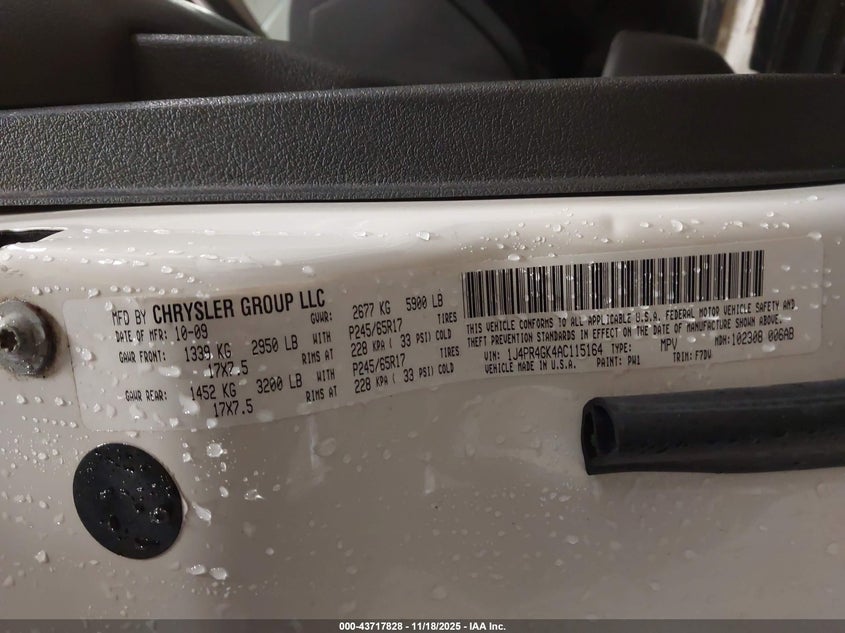 MFD BY CHRYSLER GROUP LLC
DATE OF MFR: 10-09 GVWR: 2677 KG 5900 LB
GAWR FRONT: 1339 KG 2950 LB WITH P245/65R17 TIRES
17X7.5 RIMS AT 228 KPA ( 33 PSI) COLD
GAWR REAR: 1452 KG 3200 LB WITH P245/65R17 TIRES
17X7.5 RIMS AT 228 KPA ( 33 PSI) COLD
THIS VEHICLE CONFORMS TO ALL APPLICABLE U.S.A. FEDERAL MOTOR VEHICLE SAFETY AND
THEFT PREVENTION STANDARDS IN EFFECT ON THE DATE OF MANUFACTURE SHOWN ABOVE.
VIN: 1J4PR4GK4AC115164 TYPE: MPV MDH: 102308 006AB
VEHICLE MADE IN U.S.A. PAINT: PW1 TRIM: F7DV
000-43717828 - 11/18/2025 - IAA Inc.